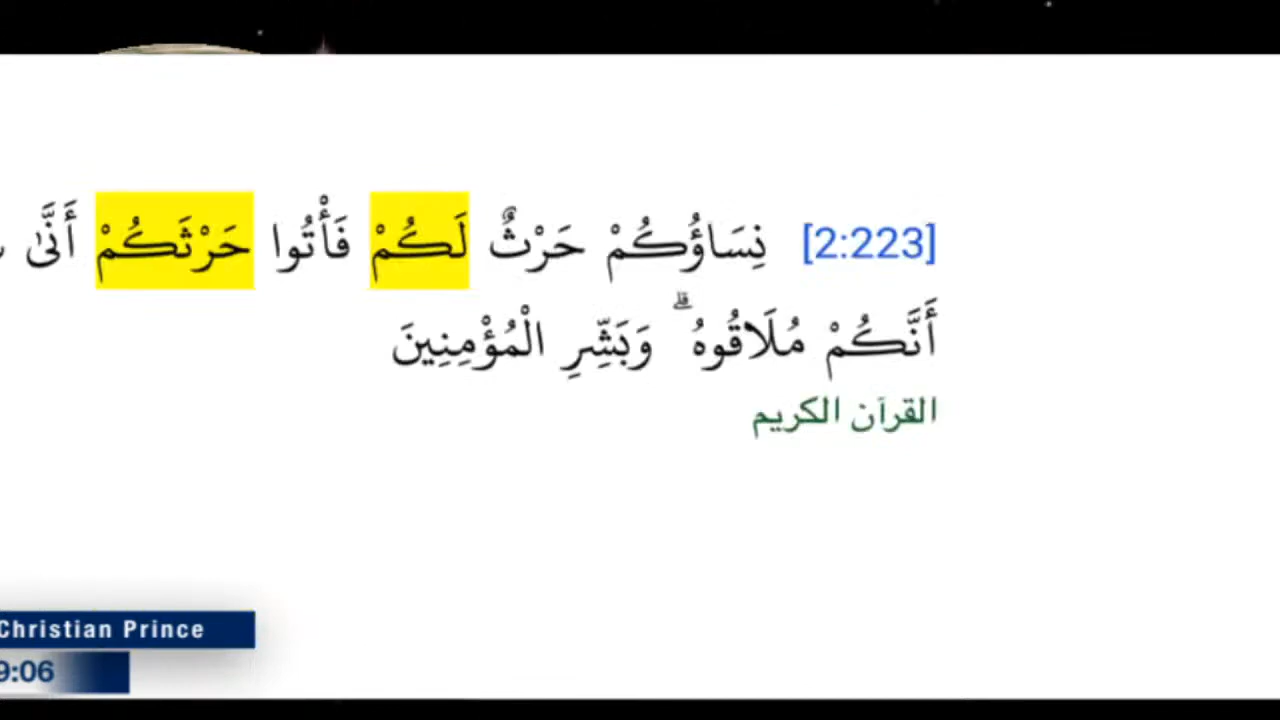 [2:223] نِسَاؤُكُمْ حَرْثٌ لَكُمْ فَأْتُوا حَرْثَكُمْ أَنَّىٰ
أَنَّكُمْ مُلَاقُوهُ ۗ وَبَشِّرِ الْمُؤْمِنِينَ
القرآن الكريم
Christian Prince
9:06